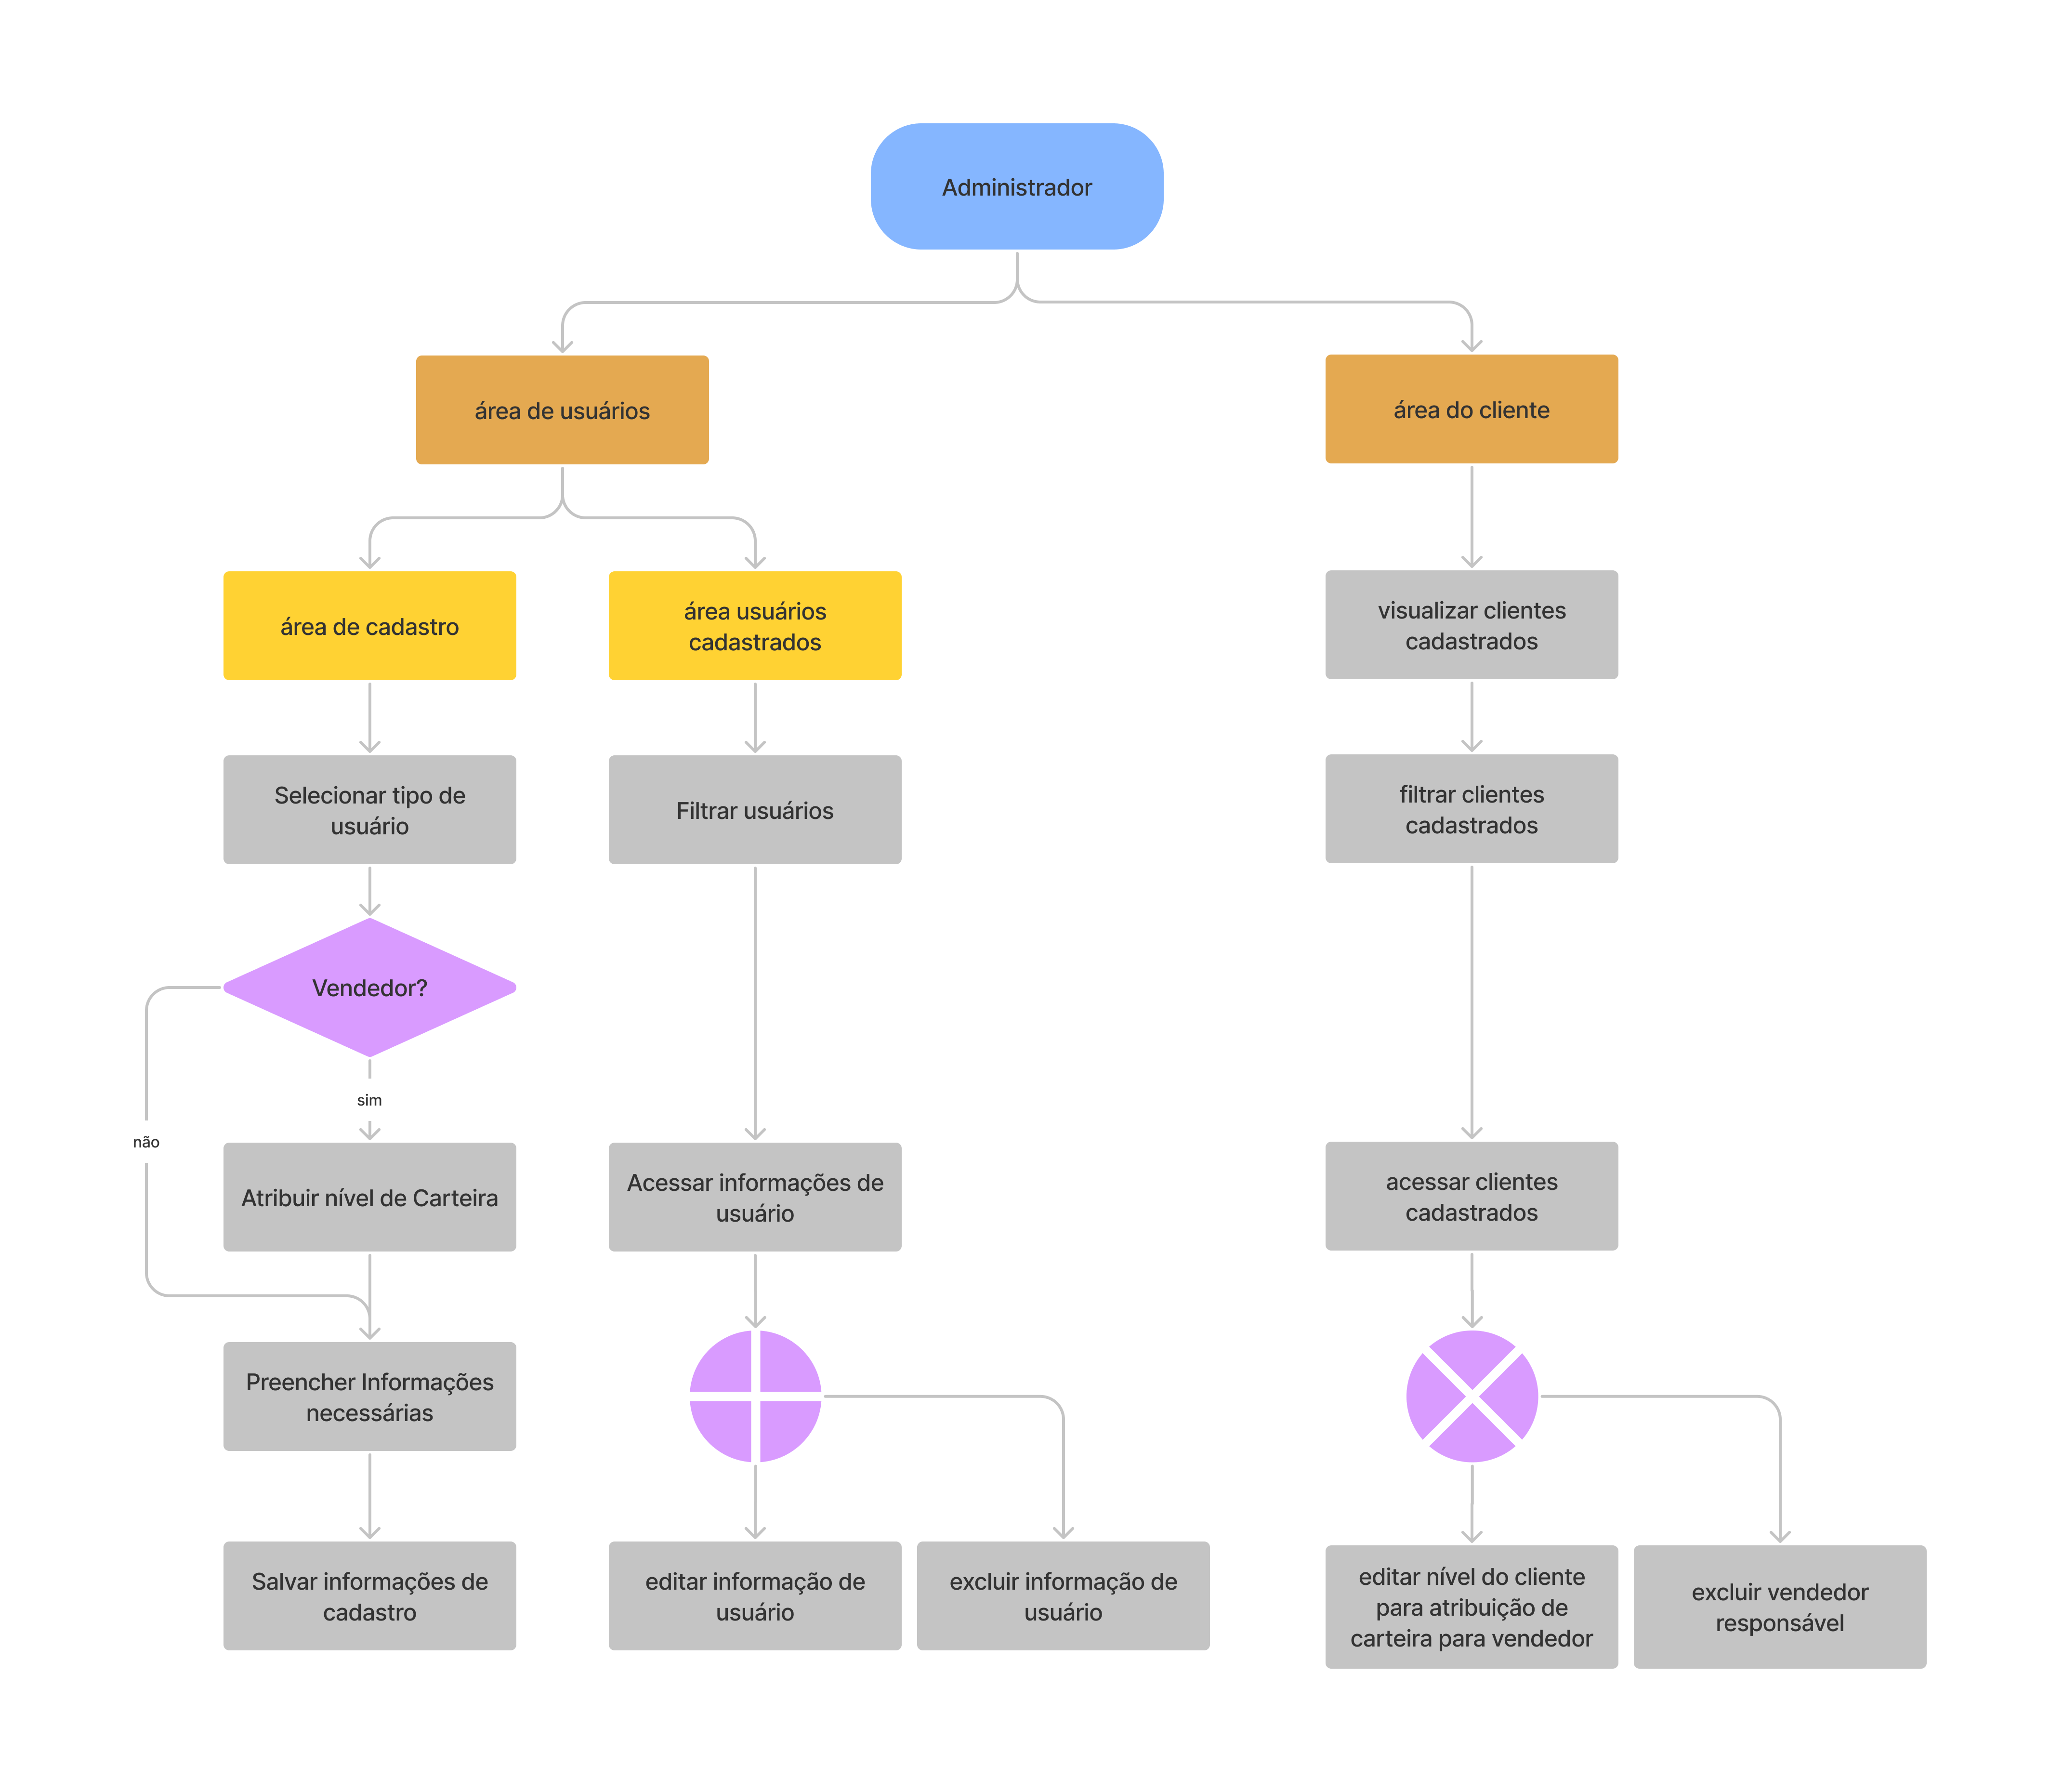 Administrador
área de usuários
área do cliente
área de cadastro
área usuários
cadastrados
visualizar clientes
cadastrados
Selecionar tipo de
usuário
Filtrar usuários
filtrar clientes
cadastrados
Vendedor?
sim
não
Atribuir nível de Carteira
Acessar informações de
usuário
acessar clientes
cadastrados
Preencher Informações
necessárias
Salvar informações de
cadastro
editar informação de
usuário
excluir informação de
usuário
editar nível do cliente
para atribuição de
carteira para vendedor
excluir vendedor
responsável